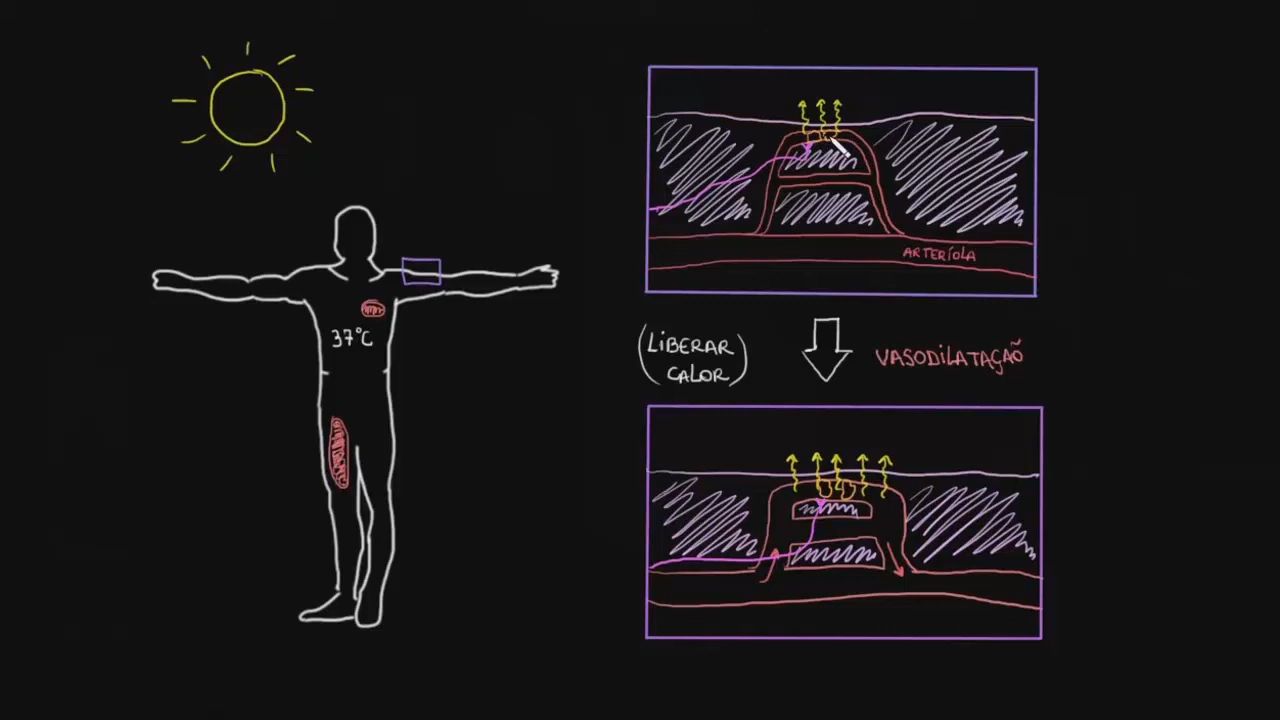 37°C
ARTERÍOLA
(LIBERAR
CALOR)
VASODILATAÇÃO